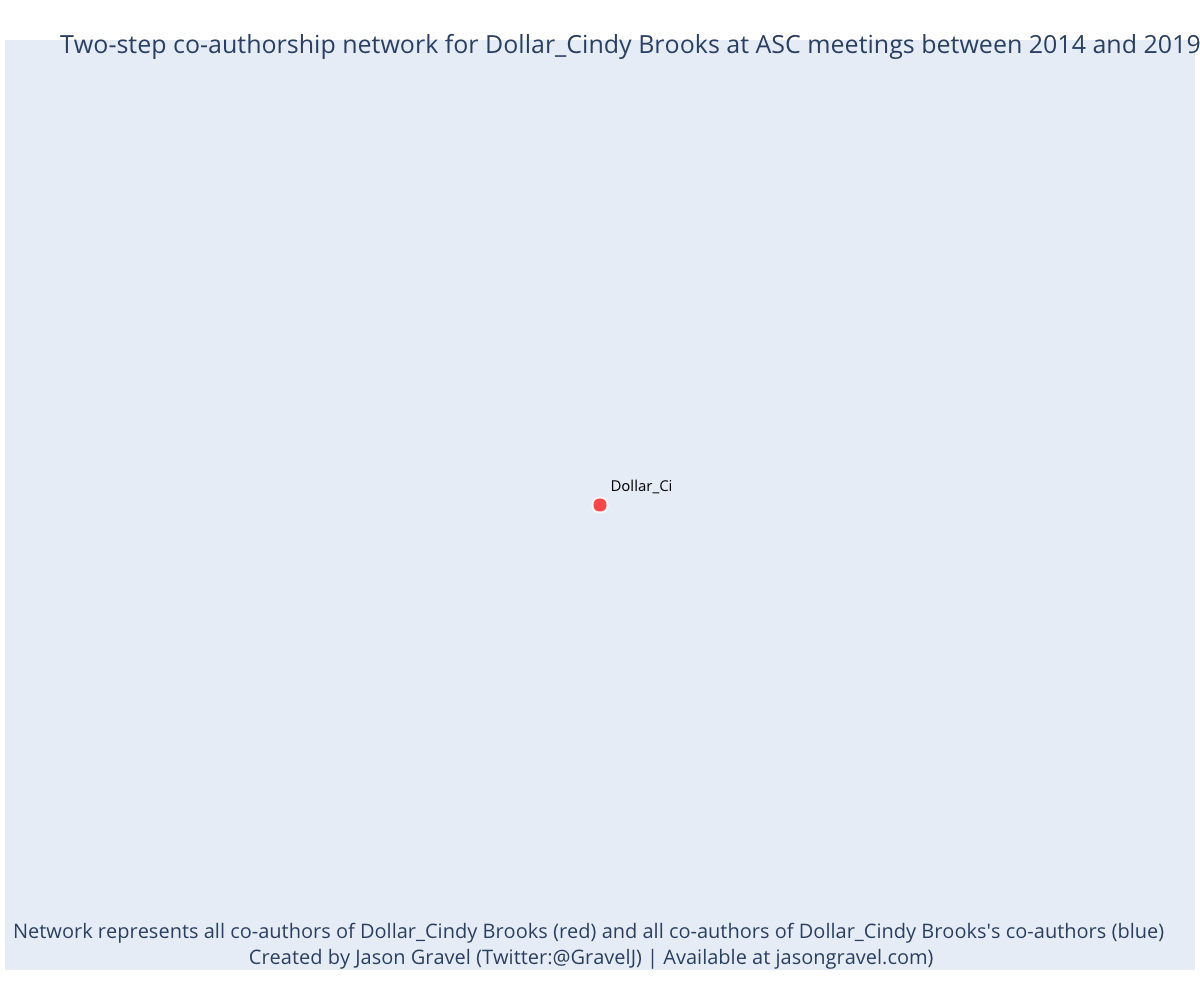 Two-step co-authorship network for Dollar_Cindy Brooks at ASC meetings between 2014 and 2019
Dollar_Ci
Network represents all co-authors of Dollar_Cindy Brooks (red) and all co-authors of Dollar_Cindy Brooks's co-authors (blue)
Created by Jason Gravel (Twitter:@GravelJ) | Available at jasongravel.com)